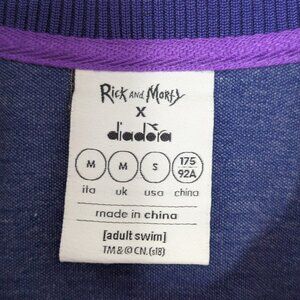 Rick and Morty
X
diadora
M M S 175 92A
ita uk usa china
made in china
[adult swim]
TM & © CN. (s18)